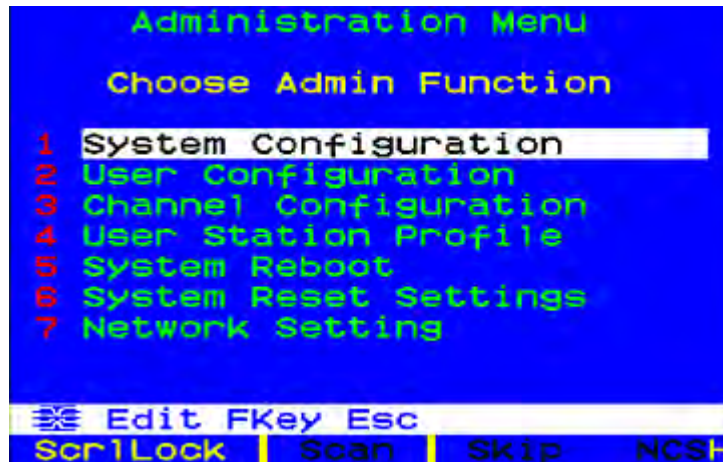 Administration Menu
Choose Admin Function
1 System Configuration
2 User Configuration
3 Channel Configuration
4 User Station Profile
5 System Reboot
6 System Reset Settings
7 Network Setting
Edit FKey Esc
ScrlLock Scan Skip NCSH